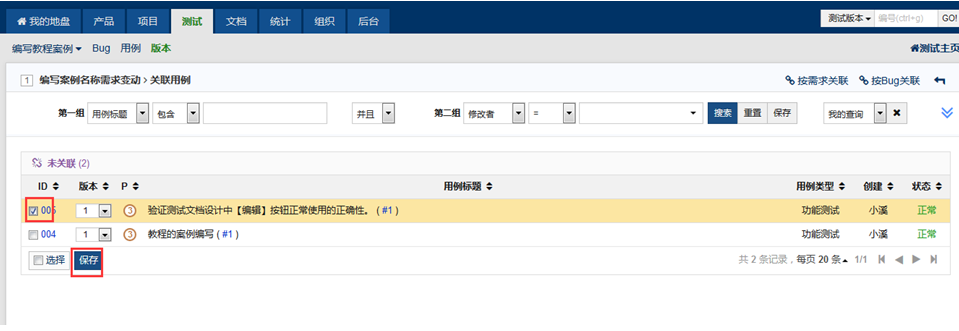 我的地盘 产品 项目 测试 文档 统计 组织 后台 测试版本 编号(ctrl+g) GO!
编写教程案例 Bug 用例 版本 测试主页
1 编写案例名称需求变动 > 关联用例 按需求关联 按Bug关联
第一组 用例标题 包含 并且 第二组 修改者 = 搜索 重置 保存 我的查询
未关联 (2)
ID 版本 P 用例标题 用例类型 创建 状态
005 1 3 验证测试文档设计中【编辑】按钮正常使用的正确性。 ( #1 ) 功能测试 小溪 正常
004 1 3 教程的案例编写 ( #1 ) 功能测试 小溪 正常
选择 保存 共 2 条记录，每页 20 条 1/1